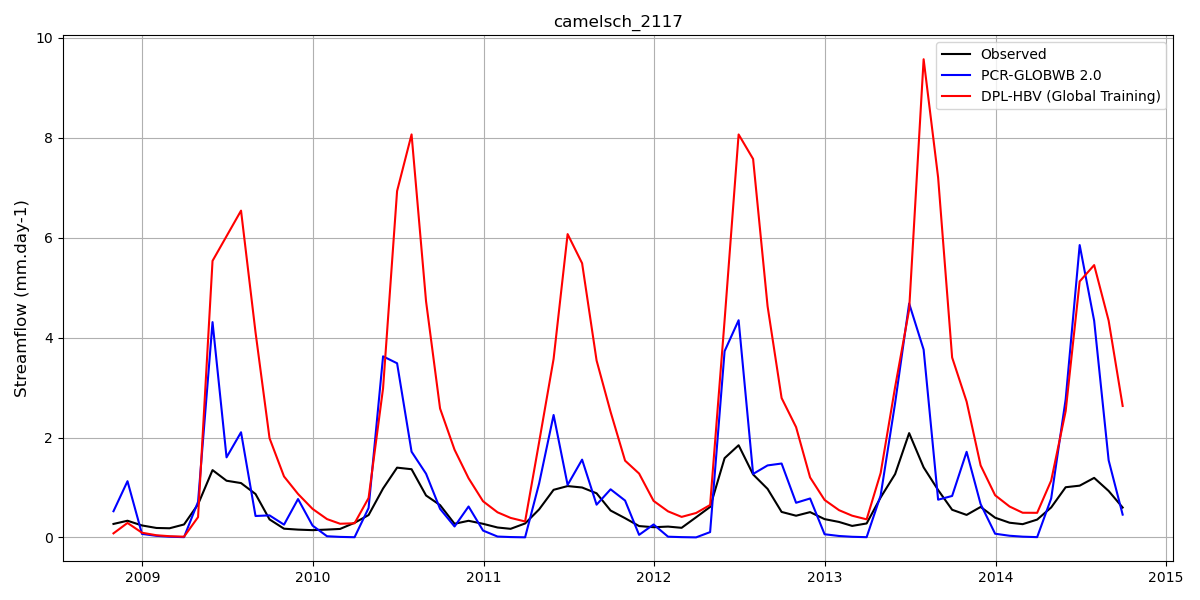 camelsch_2117
Streamflow (mm.day-1)
10
8
6
4
2
0
Observed
PCR-GLOBWB 2.0
DPL-HBV (Global Training)
2009
2010
2011
2012
2013
2014
2015